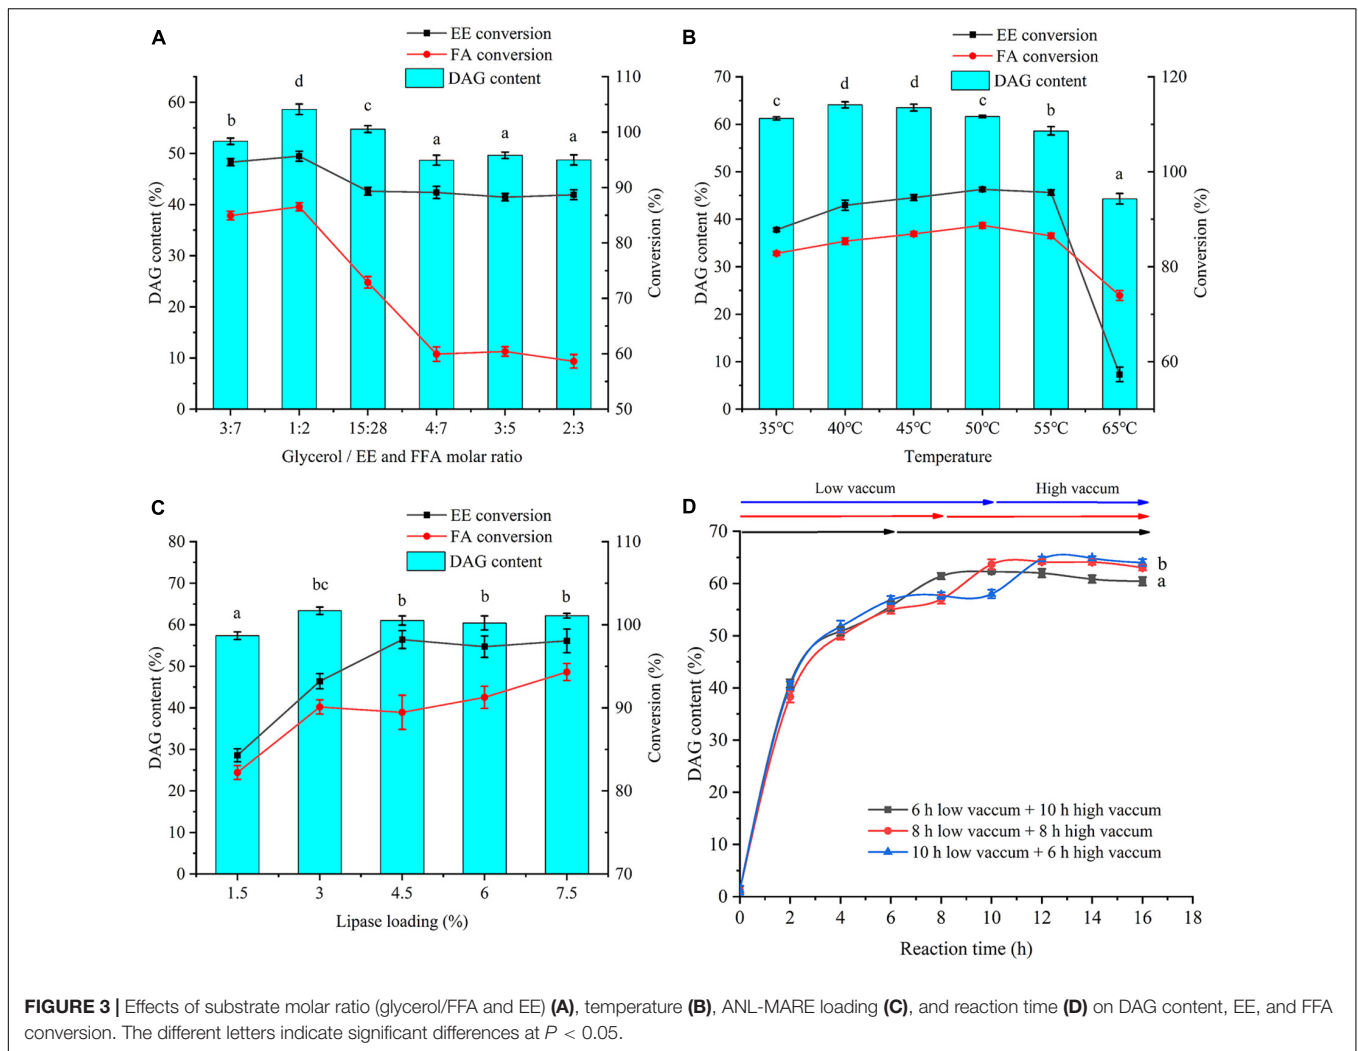 A
EE conversion
FA conversion
DAG content
DAG content (%)
Conversion (%)
0
10
20
30
40
50
60
50
60
70
80
90
100
110
b
d
c
a
a
a
3:7
1:2
15:28
4:7
3:5
2:3
Glycerol / EE and FFA molar ratio
B
EE conversion
FA conversion
DAG content
DAG content (%)
Conversion (%)
0
10
20
30
40
50
60
70
60
80
100
120
c
d
d
c
b
a
35°C
40°C
45°C
50°C
55°C
65°C
Temperature
C
EE conversion
FA conversion
DAG content
DAG content (%)
Conversion (%)
0
10
20
30
40
50
60
70
80
70
80
90
100
110
a
bc
b
b
b
1.5
3
4.5
6
7.5
Lipase loading (%)
D
Low vaccum
High vaccum
DAG content (%)
0
10
20
30
40
50
60
70
b
a
6 h low vaccum + 10 h high vaccum
8 h low vaccum + 8 h high vaccum
10 h low vaccum + 6 h high vaccum
0
2
4
6
8
10
12
14
16
18
Reaction time (h)
FIGURE 3 | Effects of substrate molar ratio (glycerol/FFA and EE) (A), temperature (B), ANL-MARE loading (C), and reaction time (D) on DAG content, EE, and FFA
conversion. The different letters indicate significant differences at P < 0.05.